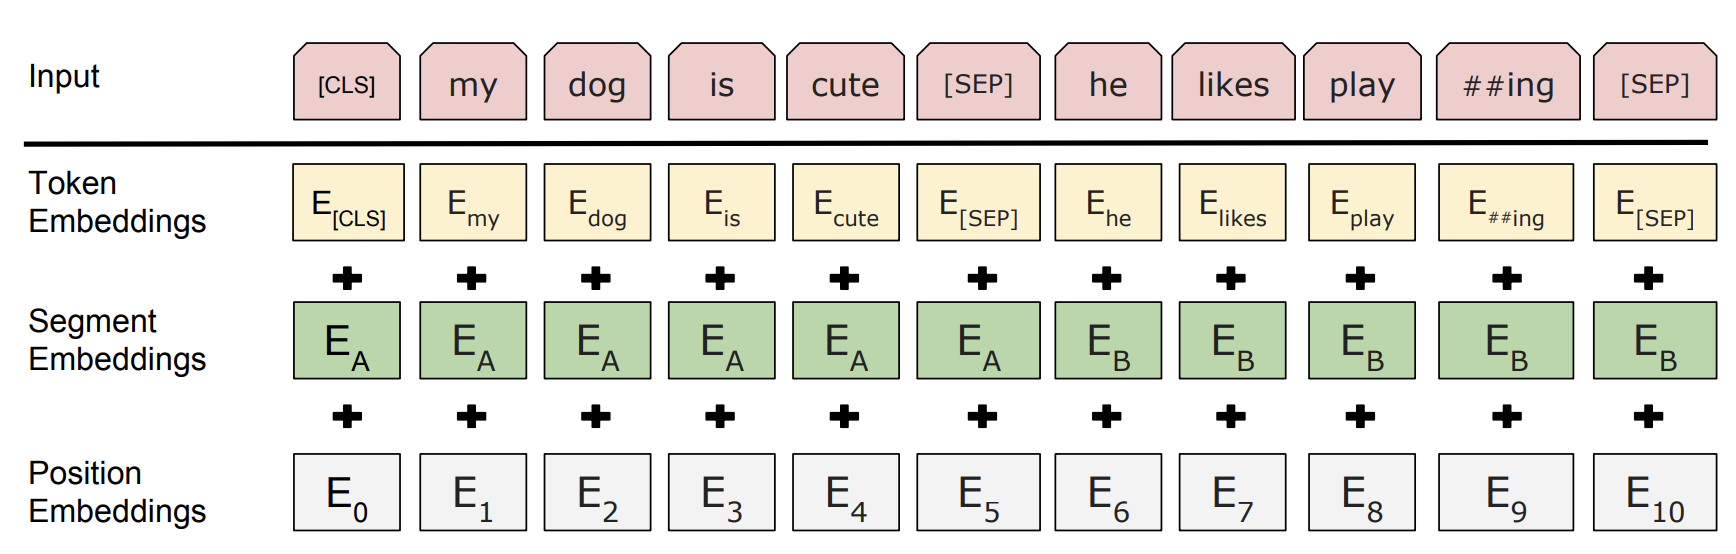 Input [CLS] my dog is cute [SEP] he likes play ##ing [SEP]
Token Embeddings E[CLS] Emy Edog Eis Ecute E[SEP] Ehe Elikes Eplay E##ing E[SEP]
+ + + + + + + + + + +
Segment Embeddings EA EA EA EA EA EA EB EB EB EB EB
+ + + + + + + + + + +
Position Embeddings E0 E1 E2 E3 E4 E5 E6 E7 E8 E9 E10